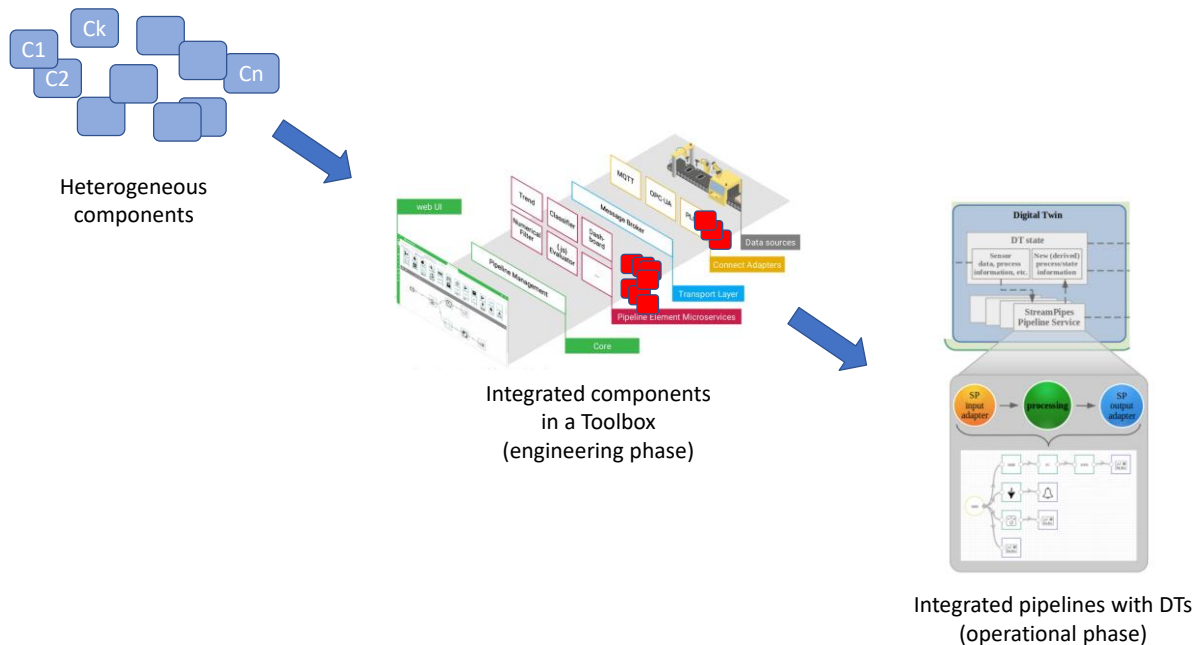 C1
Ck
C2
Cn
Heterogeneous
components
web UI
Trend
Classifier
Dash-
board
Numerical
Filter
(.js)
Evaluator
...
Pipeline Management
Message Broker
MQTT
OPC-UA
Data sources
Connect Adapters
Transport Layer
Pipeline Element Microservices
Core
Integrated components
in a Toolbox
(engineering phase)
Digital Twin
DT state
Sensor
data, process
information, etc.
New (derived)
process/state
information
StreamPipes
Pipeline Service
SP
input
adapter
processing
SP
output
adapter
Integrated pipelines with DTs
(operational phase)